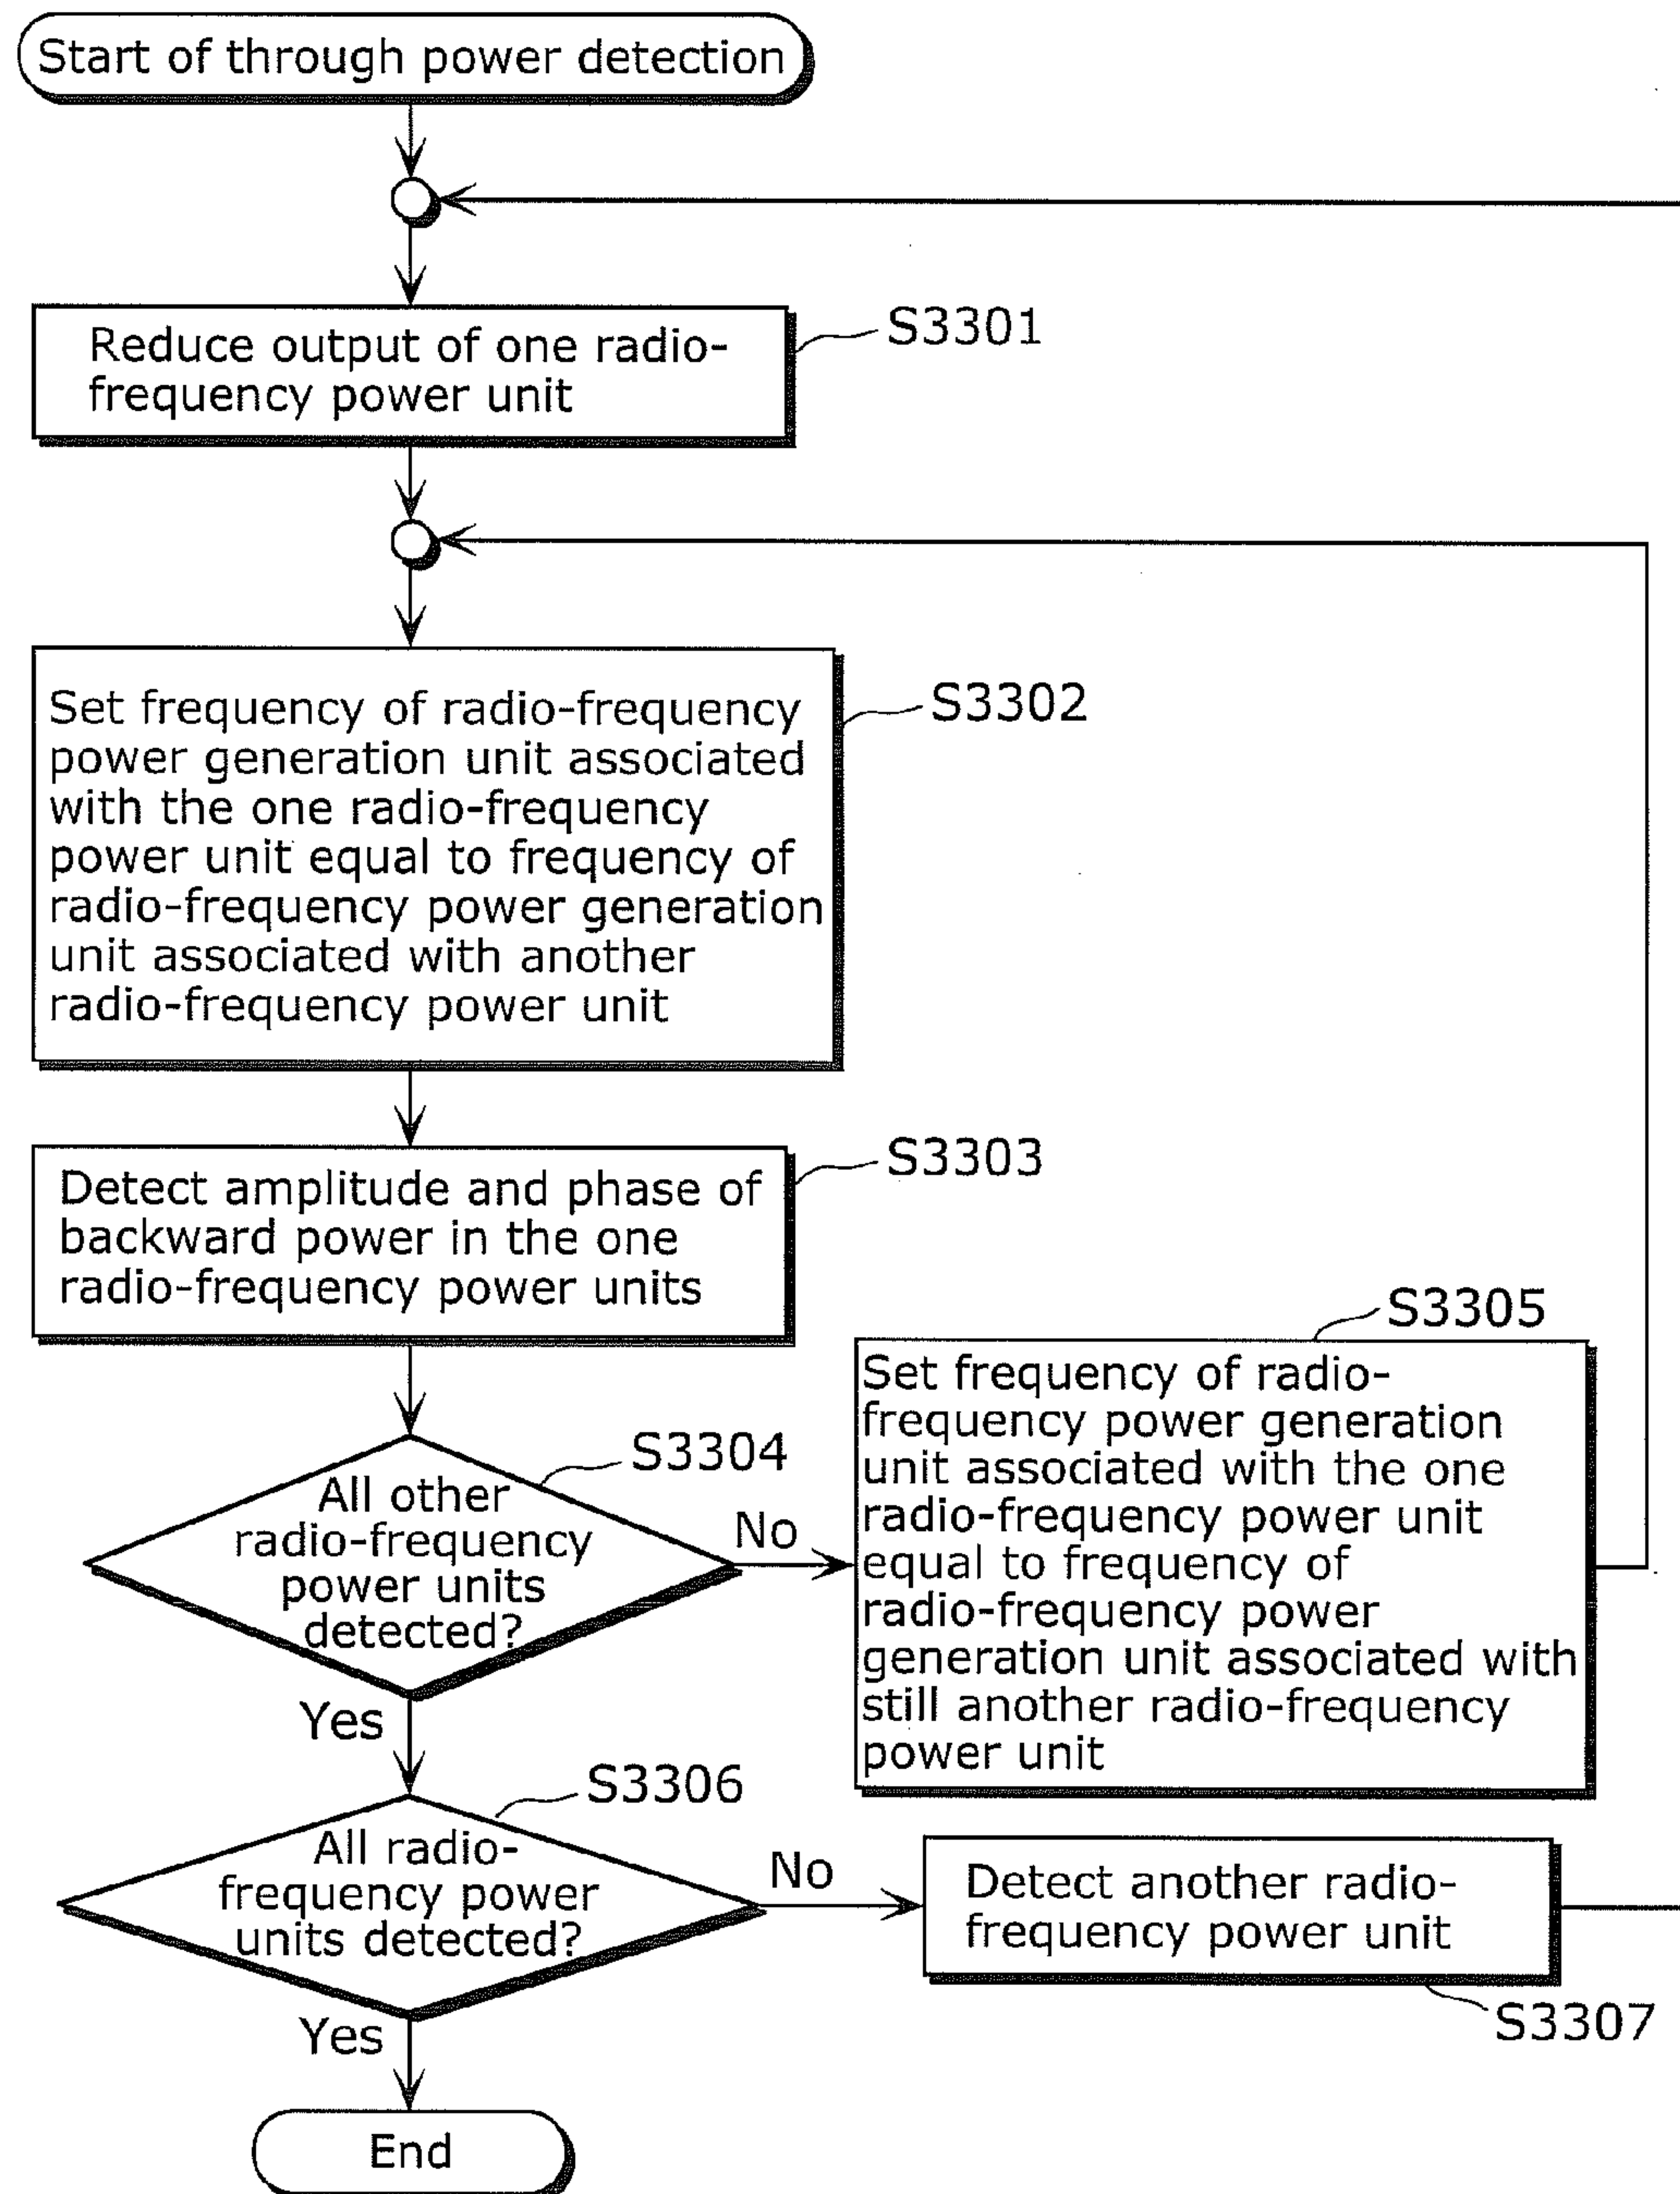 Start of through power detection
Reduce output of one radio-
frequency power unit
S3301
Set frequency of radio-frequency
power generation unit associated
with the one radio-frequency
power unit equal to frequency of
radio-frequency power generation
unit associated with another
radio-frequency power unit
S3302
Detect amplitude and phase of
backward power in the one
radio-frequency power units
S3303
All other
radio-frequency
power units
detected?
S3304
No
Yes
Set frequency of radio-
frequency power generation
unit associated with the one
radio-frequency power unit
equal to frequency of
radio-frequency power
generation unit associated with
still another radio-frequency
power unit
S3305
All radio-
frequency power
units detected?
S3306
No
Yes
Detect another radio-
frequency power unit
S3307
End